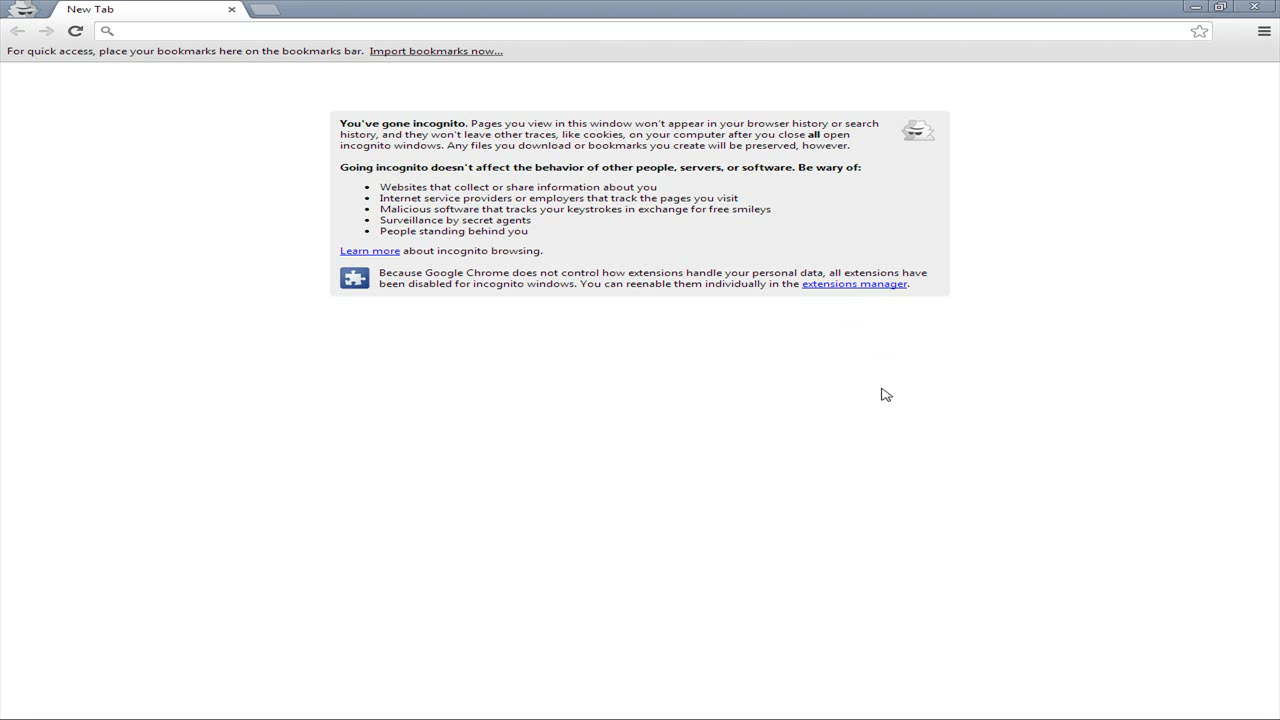 New Tab
For quick access, place your bookmarks here on the bookmarks bar. Import bookmarks now...
You've gone incognito. Pages you view in this window won't appear in your browser history or search
history, and they won't leave other traces, like cookies, on your computer after you close all open
incognito windows. Any files you download or bookmarks you create will be preserved, however.
Going incognito doesn't affect the behavior of other people, servers, or software. Be wary of:
• Websites that collect or share information about you
• Internet service providers or employers that track the pages you visit
• Malicious software that tracks your keystrokes in exchange for free smileys
• Surveillance by secret agents
• People standing behind you
Learn more about incognito browsing.
Because Google Chrome does not control how extensions handle your personal data, all extensions have
been disabled for incognito windows. You can reenable them individually in the extensions manager.